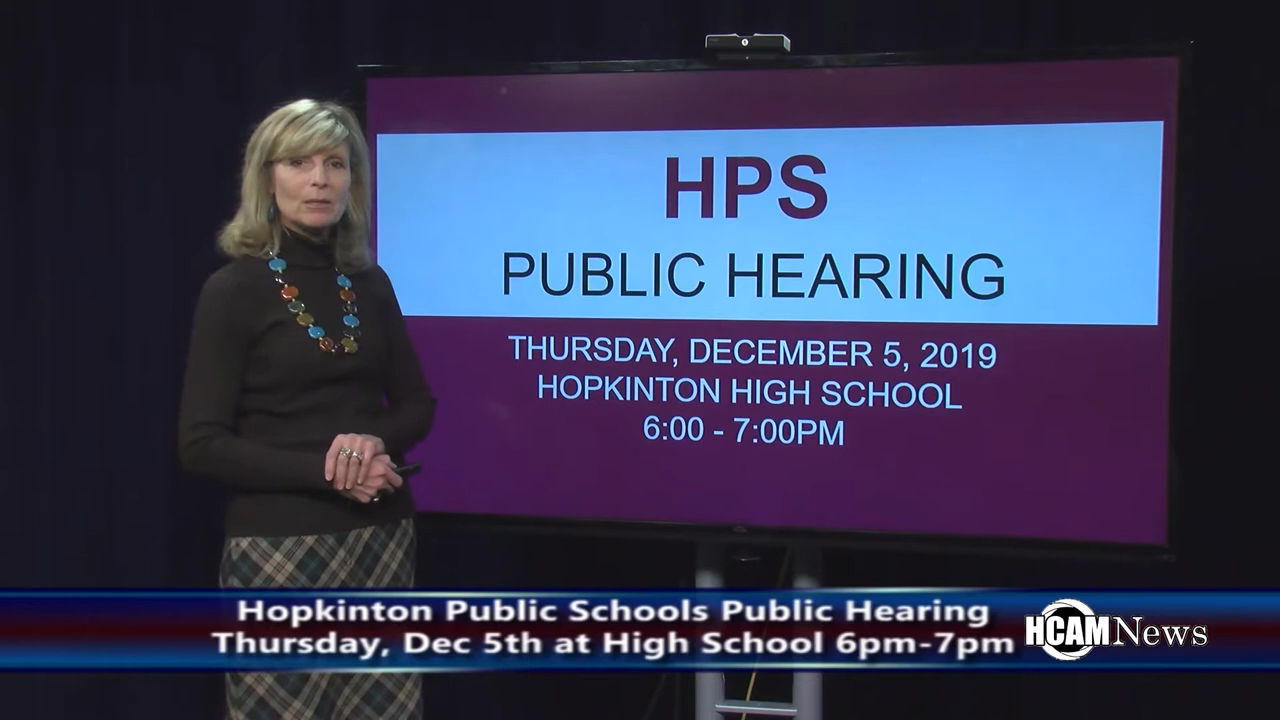 HPS
PUBLIC HEARING
THURSDAY, DECEMBER 5, 2019
HOPKINTON HIGH SCHOOL
6:00 - 7:00PM
Hopkinton Public Schools Public Hearing
Thursday, Dec 5th at High School 6pm-7pm
HCAM News